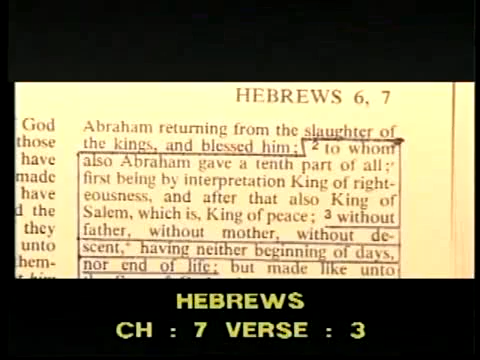 HEBREWS 6, 7
God
those
have
made
have
d the
they
unto
hem-
Abraham returning from the slaughter of
the kings, and blessed him; 2 to whom
also Abraham gave a tenth part of all;
first being by interpretation King of right-
eousness, and after that also King of
Salem, which is, King of peace; 3 without
father, without mother, without de-
scent, having neither beginning of days,
nor end of life; but made like unto
HEBREWS
CH : 7 VERSE : 3